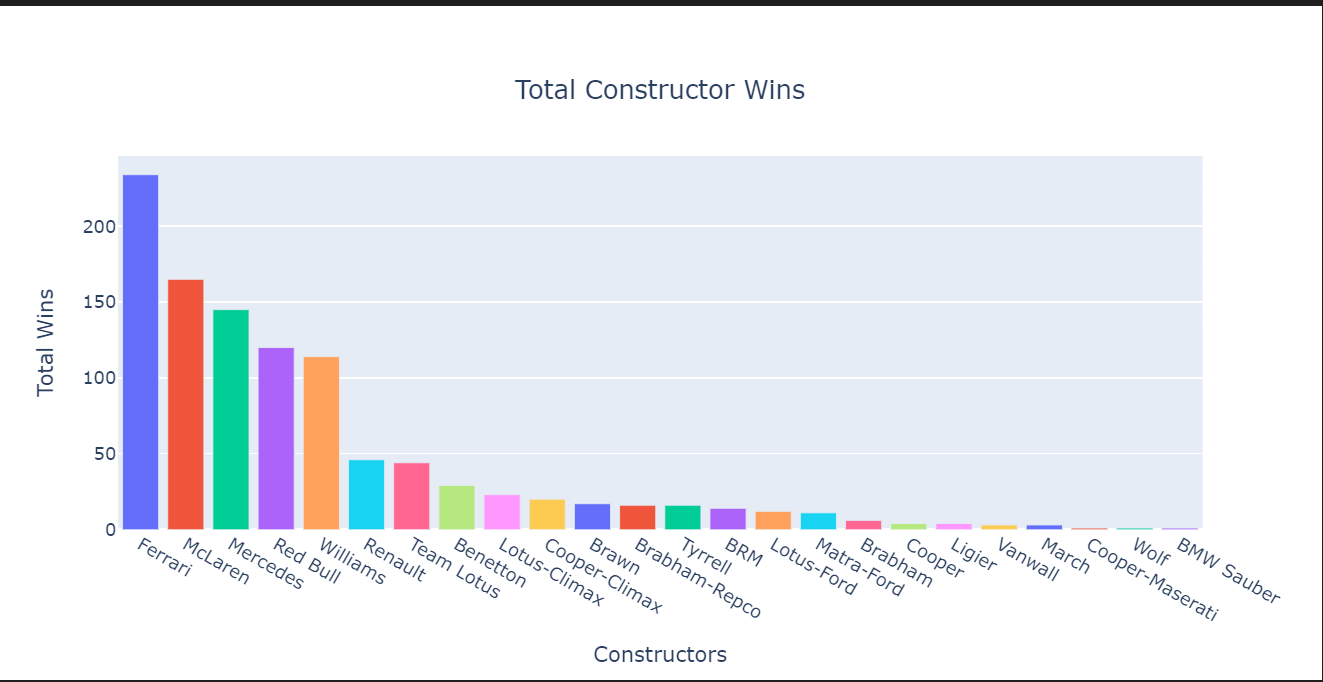 Total Constructor Wins
Total Wins
200
150
100
50
0
Ferrari
McLaren
Mercedes
Red Bull
Williams
Renault
Team Lotus
Benetton
Lotus-Climax
Cooper-Climax
Brawn
Brabham-Repco
Tyrrell
BRM
Lotus-Ford
Matra-Ford
Brabham
Cooper
Ligier
Vanwall
March
Cooper-Maserati
Wolf
BMW Sauber
Constructors